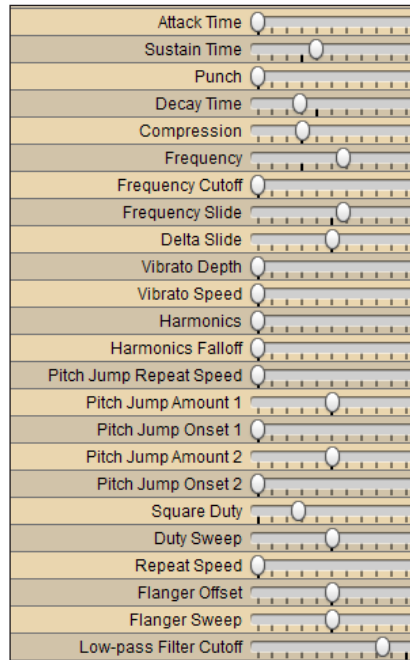 Attack Time
Sustain Time
Punch
Decay Time
Compression
Frequency
Frequency Cutoff
Frequency Slide
Delta Slide
Vibrato Depth
Vibrato Speed
Harmonics
Harmonics Falloff
Pitch Jump Repeat Speed
Pitch Jump Amount 1
Pitch Jump Onset 1
Pitch Jump Amount 2
Pitch Jump Onset 2
Square Duty
Duty Sweep
Repeat Speed
Flanger Offset
Flanger Sweep
Low-pass Filter Cutoff